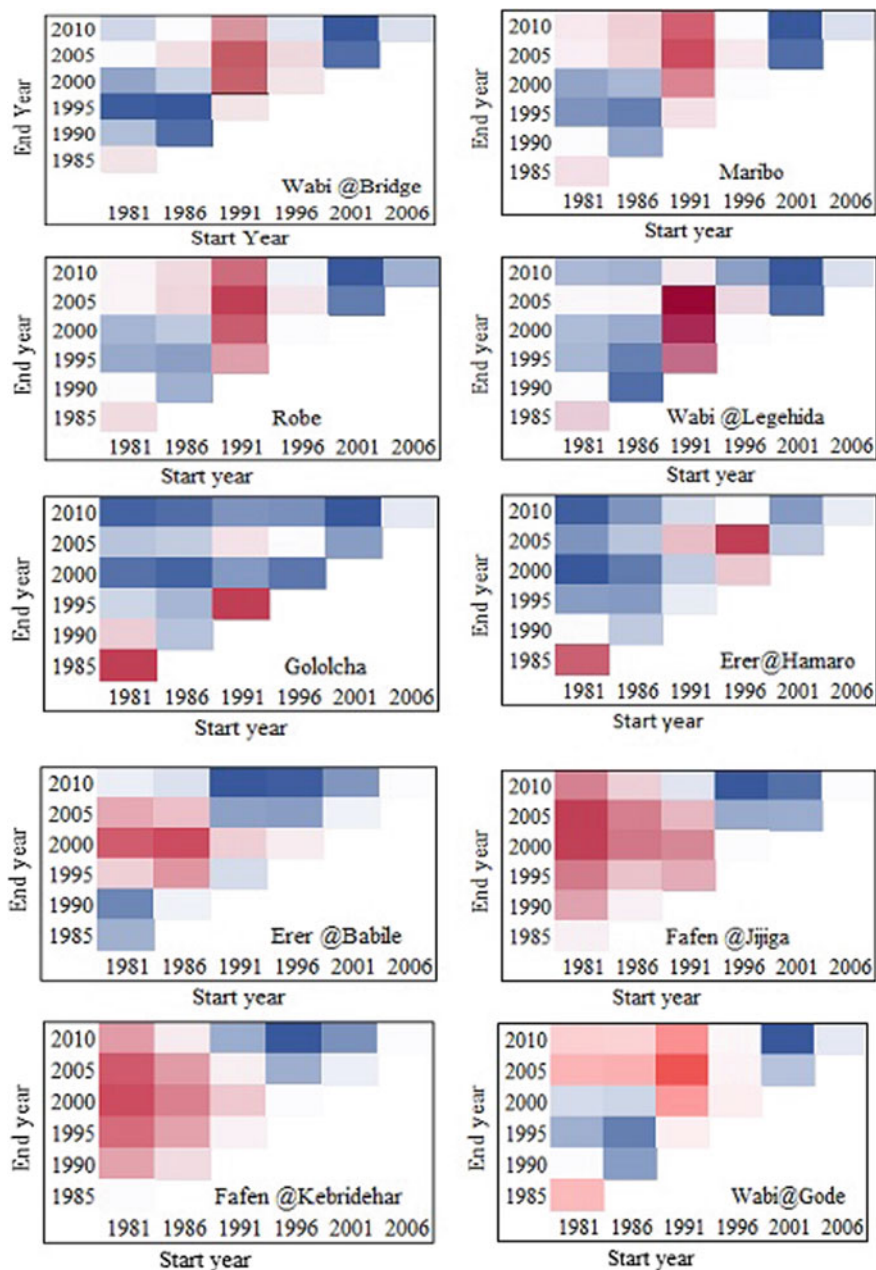 End Year
2010
2005
2000
1995
1990
1985
Wabi @Bridge
1981 1986 1991 1996 2001 2006
Start Year
End year
2010
2005
2000
1995
1990
1985
Maribo
1981 1986 1991 1996 2001 2006
Start year
End year
2010
2005
2000
1995
1990
1985
Robe
1981 1986 1991 1996 2001 2006
Start year
End year
2010
2005
2000
1995
1990
1985
Wabi @Legehida
1981 1986 1991 1996 2001 2006
Start year
End year
2010
2005
2000
1995
1990
1985
Gololcha
1981 1986 1991 1996 2001 2006
Start year
End year
2010
2005
2000
1995
1990
1985
Erer@Hamaro
1981 1986 1991 1996 2001 2006
Start year
End year
2010
2005
2000
1995
1990
1985
Erer @Babile
1981 1986 1991 1996 2001 2006
Start year
End year
2010
2005
2000
1995
1990
1985
Fafen @Jijiga
1981 1986 1991 1996 2001 2006
Start year
End year
2010
2005
2000
1995
1990
1985
Fafen @Kebridehar
1981 1986 1991 1996 2001 2006
Start year
End year
2010
2005
2000
1995
1990
1985
Wabi@Gode
1981 1986 1991 1996 2001 2006
Start year